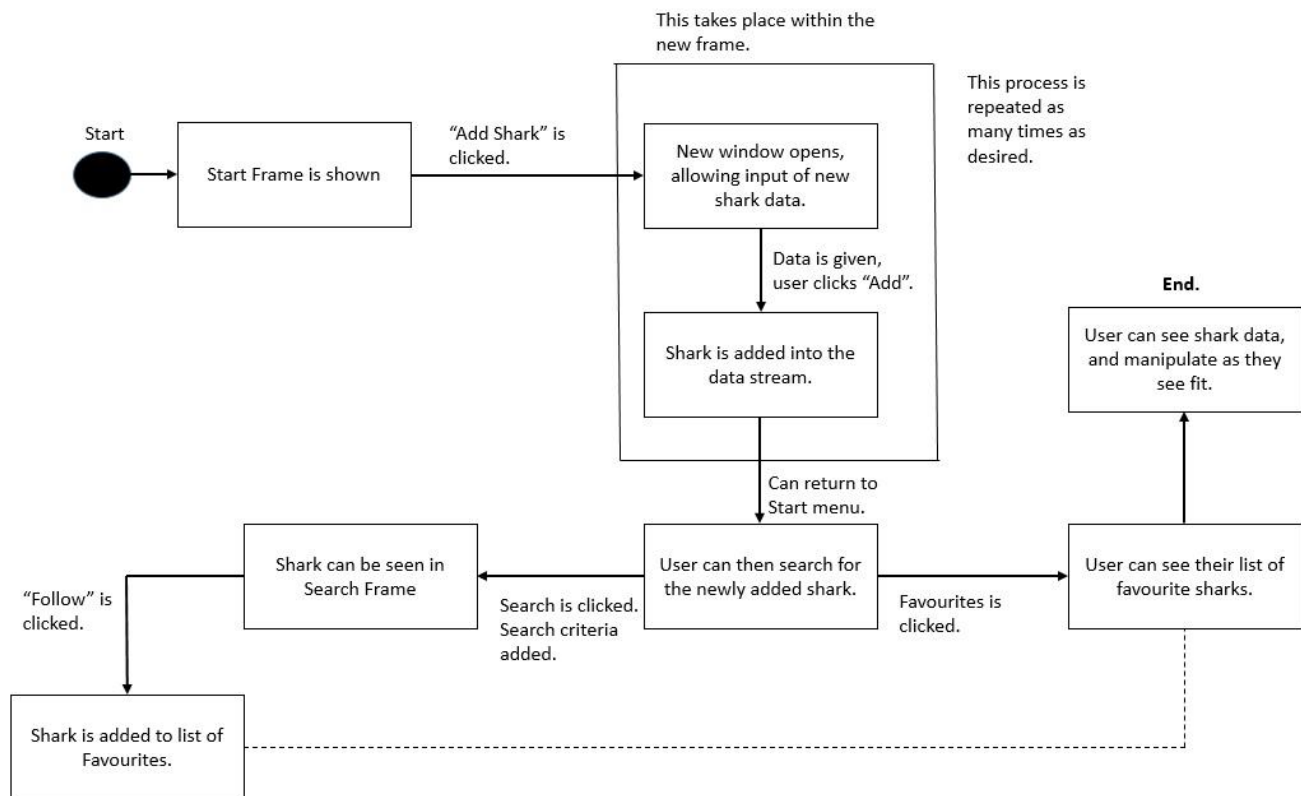 This takes place within the
new frame.
This process is
repeated as
many times as
desired.
Start
Start Frame is shown
“Add Shark” is
clicked.
New window opens,
allowing input of new
shark data.
Data is given,
user clicks “Add”.
Shark is added into the
data stream.
End.
User can see shark data,
and manipulate as they
see fit.
Can return to
Start menu.
Shark can be seen in
Search Frame
User can then search for
the newly added shark.
User can see their list of
favourite sharks.
“Follow” is
clicked.
Search is clicked.
Search criteria
added.
Favourites is
clicked.
Shark is added to list of
Favourites.